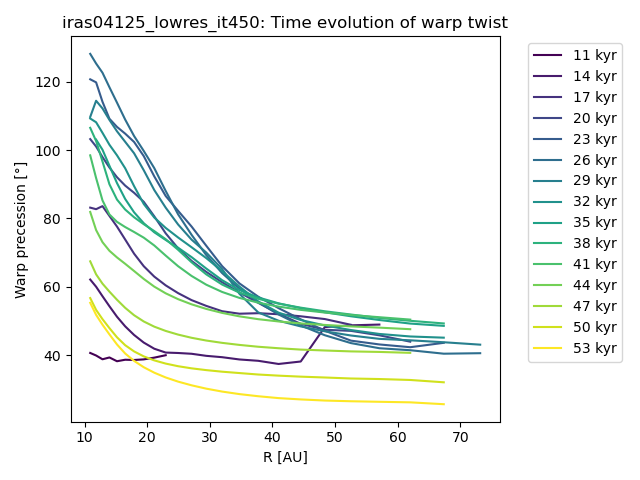 iras04125_lowres_it450: Time evolution of warp twist
Warp precession [°]
120
100
80
60
40
10 20 30 40 50 60 70
R [AU]
11 kyr
14 kyr
17 kyr
20 kyr
23 kyr
26 kyr
29 kyr
32 kyr
35 kyr
38 kyr
41 kyr
44 kyr
47 kyr
50 kyr
53 kyr